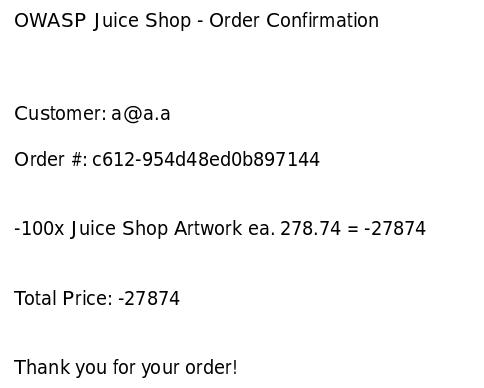 OWASP Juice Shop - Order Confirmation
Customer: a@a.a
Order #: c612-954d48ed0b897144
-100x Juice Shop Artwork ea. 278.74 = -27874
Total Price: -27874
Thank you for your order!